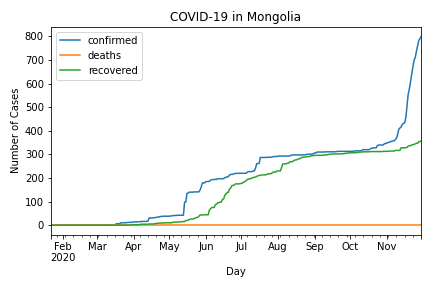 COVID-19 in Mongolia
confirmed
deaths
recovered
Number of Cases
800
700
600
500
400
300
200
100
0
Feb Mar Apr May Jun Jul Aug Sep Oct Nov
2020
Day